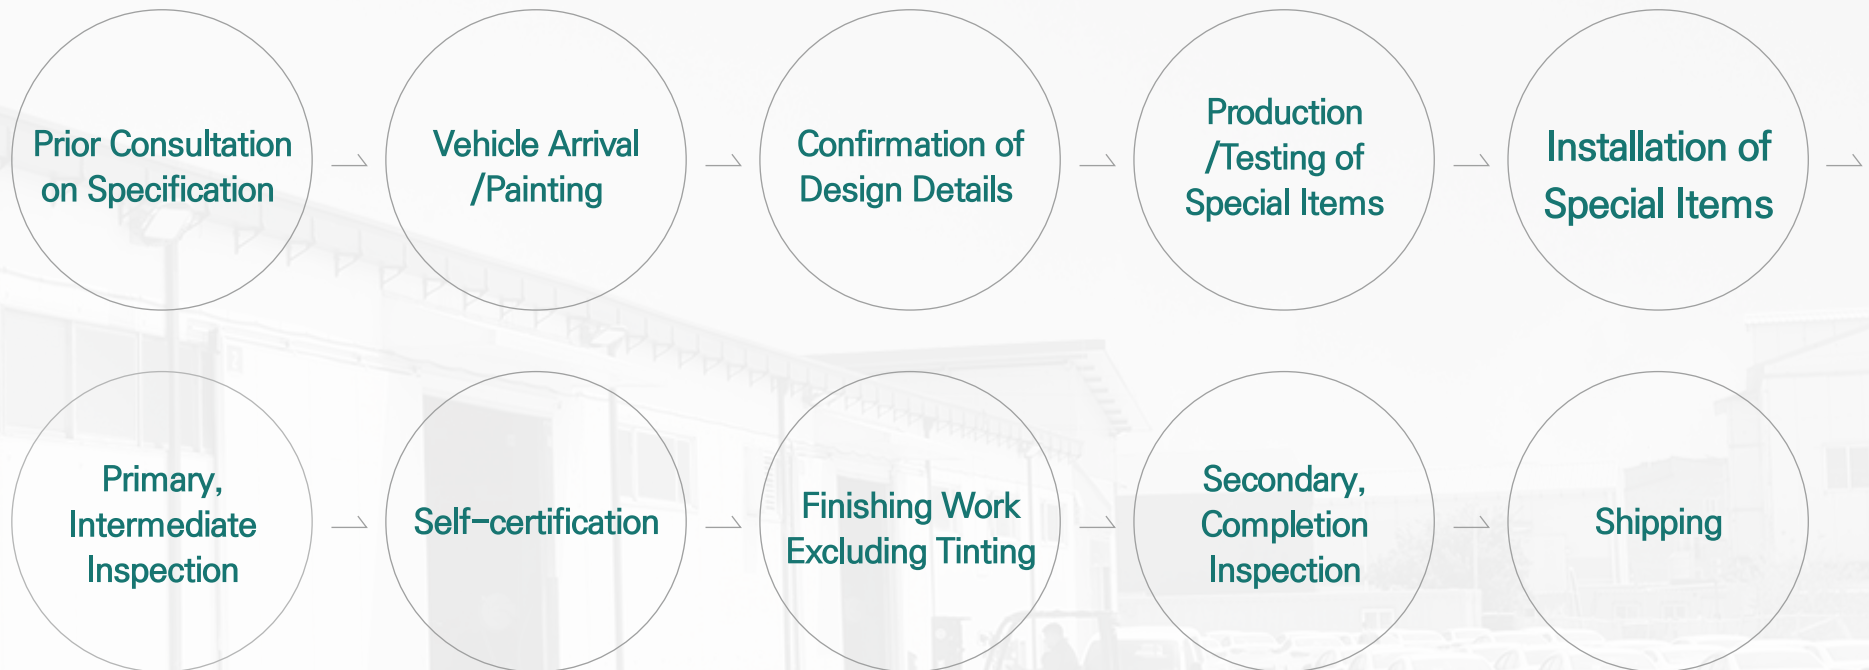 Prior Consultation
on Specification
Vehicle Arrival
/Painting
Confirmation of
Design Details
Production
/Testing of
Special Items
Installation of
Special Items
Primary,
Intermediate
Inspection
Self-certification
Finishing Work
Excluding Tinting
Secondary,
Completion
Inspection
Shipping